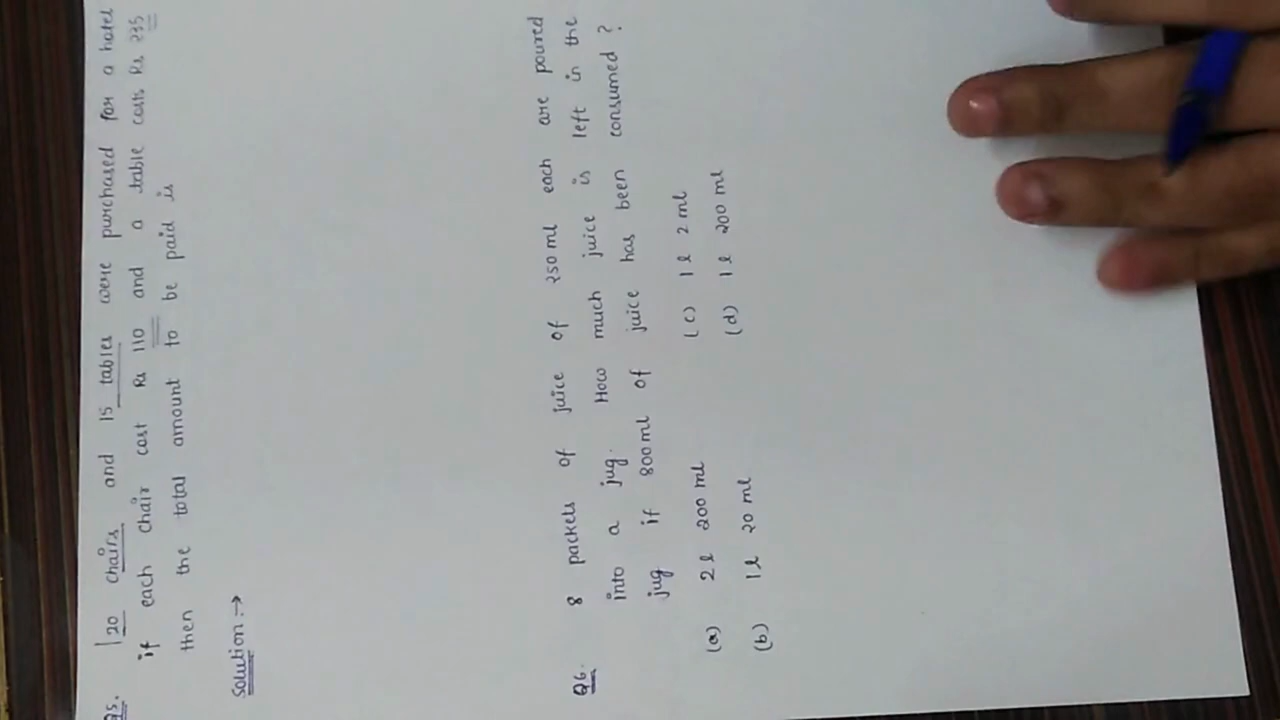 Q5. 20 chairs and 15 tables were purchased for a hotel
if each chair cost Rs 110 and a table costs Rs 235
then the total amount to be paid is
Solution :→
Q6. 8 packets of juice of 250 ml each are poured
into a jug. How much juice is left in the
jug if 800 ml of juice has been consumed ?
(a) 2 l 200 ml (c) 1 l 2 ml
(b) 1 l 20 ml (d) 1 l 200 ml